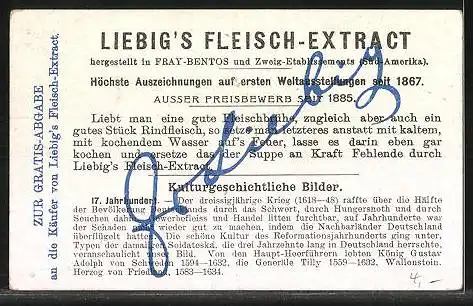 LIEBIG'S FLEISCH-EXTRACT
hergestellt in FRAY-BENTOS und Zweig-Etablissements (Süd-Amerika).
Höchste Auszeichnungen auf ersten Weltausstellungen seit 1867.
AUSSER PREISBEWERB SEIT 1885.
Liebt man eine gute Fleischbrühe, zugleich aber auch ein
gutes Stück Rindfleisch, so setze man letzteres anstatt mit kaltem,
mit kochendem Wasser auf's Feuer, lasse es darin eben gar
kochen und ersetze das der Suppe an Kraft Fehlende durch
Liebig's Fleisch-Extract.
Kulturgeschichtliche Bilder.
17. Jahrhundert. — Der dreissigjährige Krieg (1618—48) raffte über die Hälfte
der Bevölkerung Deutschlands durch das Schwert, durch Hungersnoth und durch
Seuchen dahin. Gewerbefleiss und Handel litten furchtbar, auf Jahrhunderte war
der Schaden nicht wieder gut zu machen, indem die Nachbarländer Deutschland
überflügelt hatten. Die schöne Kultur des Reformationsjahrhunderts ging unter.
Typen der damaligen Soldateska, die drei Jahrzehnte lang in Deutschland herrschte,
veranschaulicht das Bild. Von den Haupt-Heerführern lebten König Gustav
Adolph von Schweden 1594—1632, die Generäle Tilly 1559—1632, Wallenstein,
Herzog von Friedland, 1583—1634.
J. v. Liebig
ZUR GRATIS-ABGABE
an die Käufer von Liebig's Fleisch-Extract.
4,-